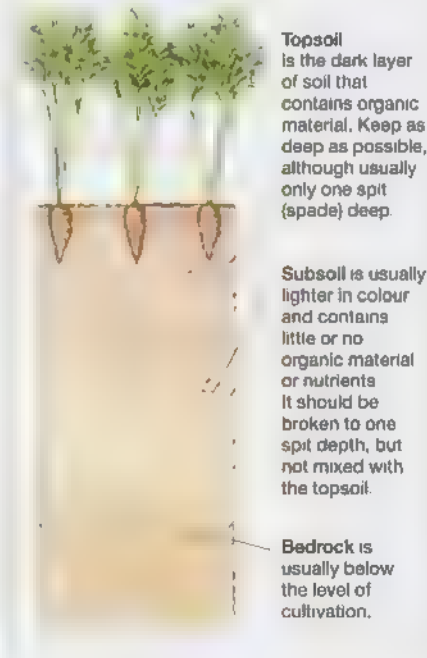 Topsoil
is the dark layer
of soil that
contains organic
material. Keep as
deep as possible,
although usually
only one spit
(spade) deep.
Subsoil is usually
lighter in colour
and contains
little or no
organic material
or nutrients
It should be
broken to one
spit depth, but
not mixed with
the topsoil.
Bedrock is
usually below
the level of
cultivation.